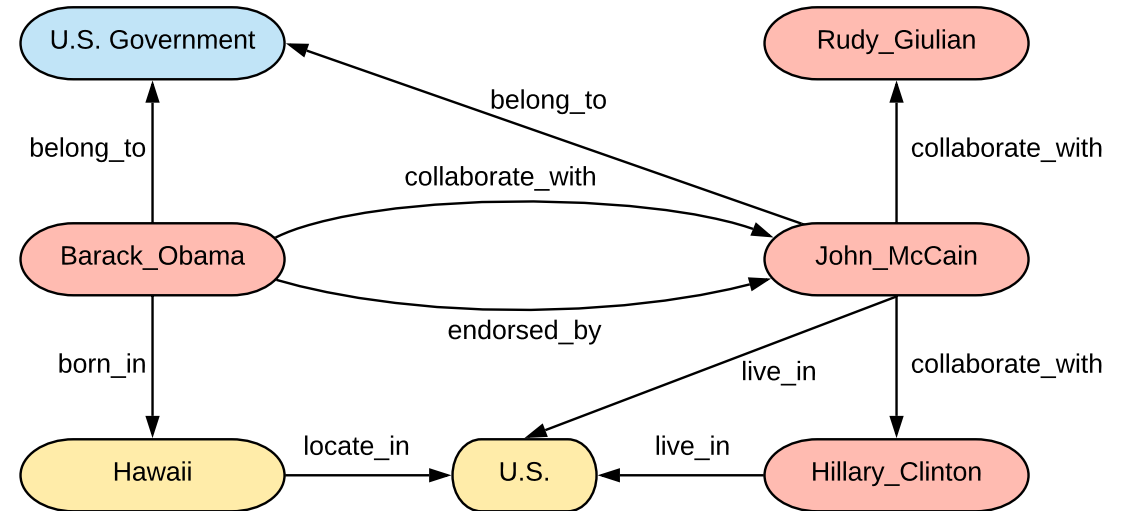 U.S. Government
Rudy_Giulian
belong_to
belong_to
collaborate_with
collaborate_with
Barack_Obama
John_McCain
endorsed_by
born_in
live_in
collaborate_with
locate_in
live_in
Hawaii
U.S.
Hillary_Clinton